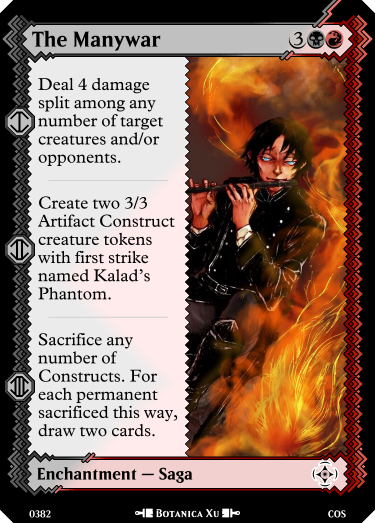 The Manywar
3
Deal 4 damage
split among any
number of target
creatures and/or
opponents.
I
Create two 3/3
Artifact Construct
creature tokens
with first strike
named Kalad's
Phantom.
II
Sacrifice any
number of
Constructs. For
each permanent
sacrificed this way,
draw two cards.
III
Enchantment — Saga
0382
Botanica Xu
COS